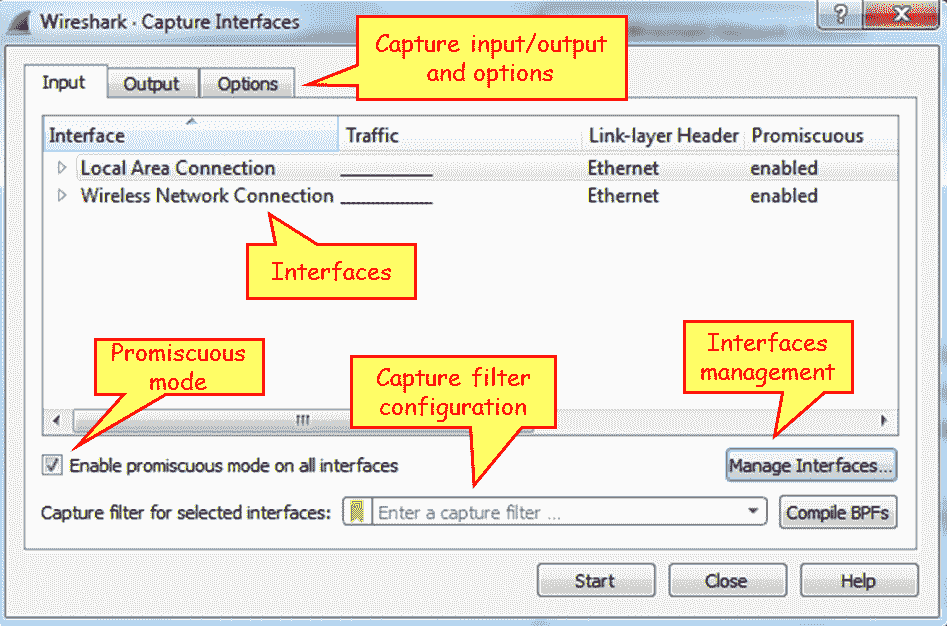 Wireshark · Capture Interfaces
?
X
Capture input/output
and options
Input
Output
Options
Interface
Traffic
Link-layer Header
Promiscuous
Local Area Connection
Ethernet
enabled
Wireless Network Connection
Ethernet
enabled
Interfaces
Promiscuous
mode
Capture filter
configuration
Interfaces
management
Enable promiscuous mode on all interfaces
Manage Interfaces...
Capture filter for selected interfaces:
Enter a capture filter ...
Compile BPFs
Start
Close
Help